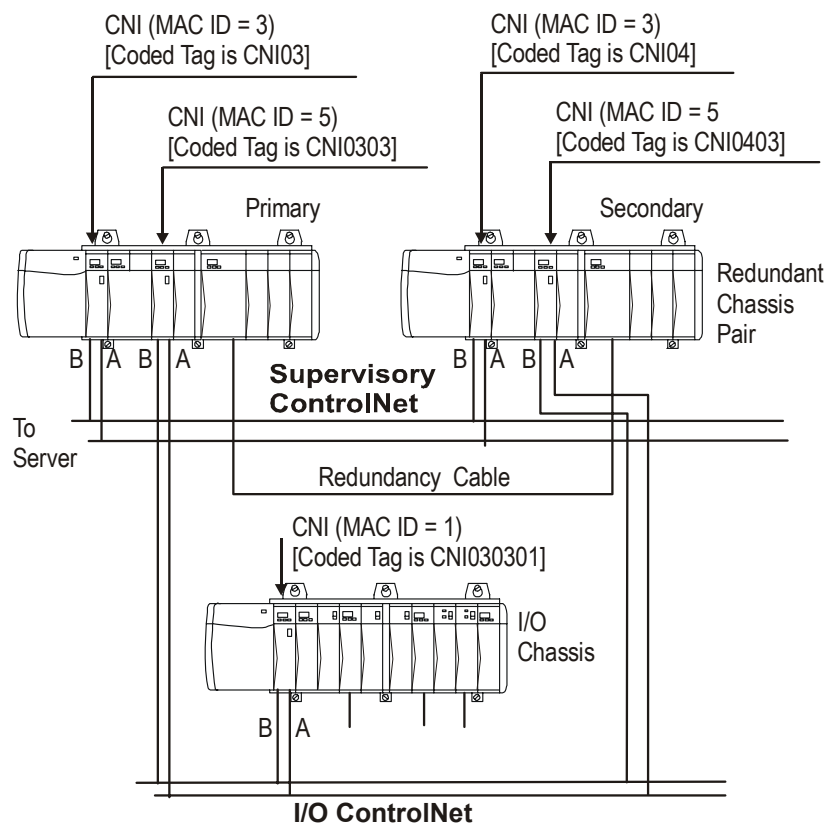 CNI (MAC ID = 3)
[Coded Tag is CNI03]
CNI (MAC ID = 3)
[Coded Tag is CNI04]
CNI (MAC ID = 5)
[Coded Tag is CNI0303]
CNI (MAC ID = 5
[Coded Tag is CNI0403]
Primary
Secondary
Redundant
Chassis
Pair
B A B A
B A B A
Supervisory
ControlNet
To
Server
Redundancy Cable
CNI (MAC ID = 1)
[Coded Tag is CNI030301]
I/O
Chassis
B A
I/O ControlNet